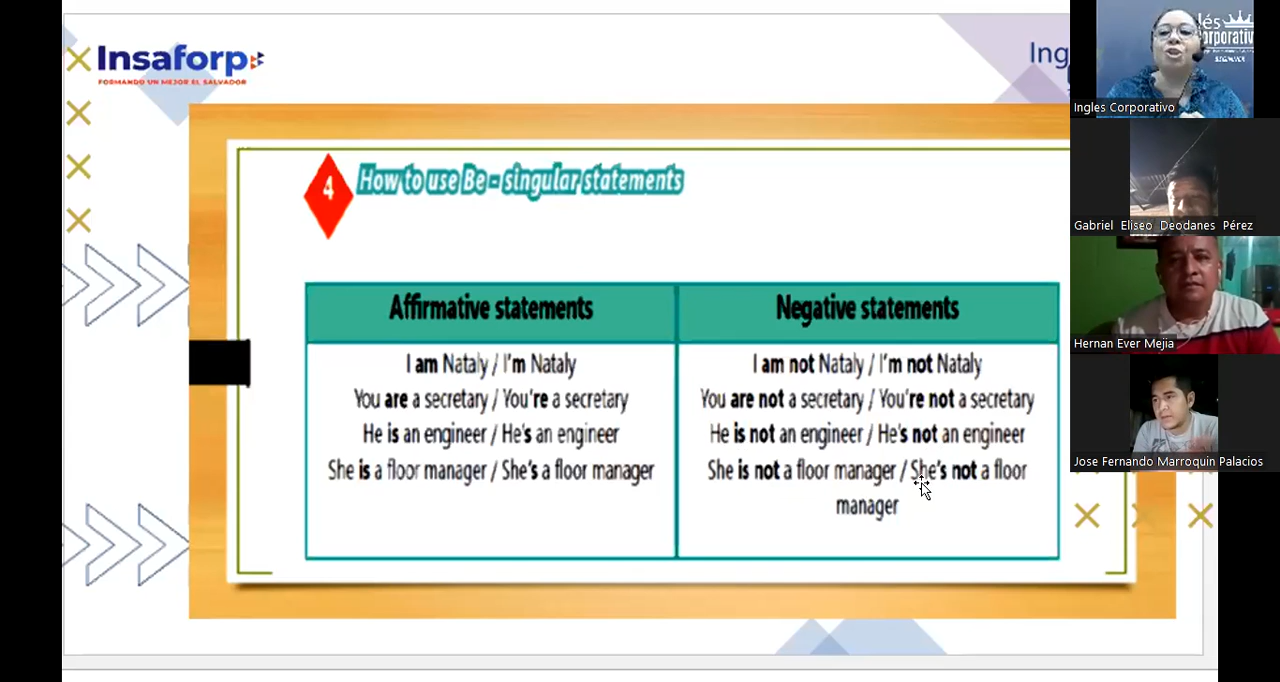 Insaforp
FORMANDO UN MEJOR EL SALVADOR
Ing
lés
corporativ
Ingles Corporativo
Gabriel Eliseo Deodanes Pérez
Hernan Ever Mejia
Jose Fernando Marroquin Palacios
4
How to use Be - singular statements
Affirmative statements
I am Nataly / I'm Nataly
You are a secretary / You're a secretary
He is an engineer / He's an engineer
She is a floor manager / She's a floor manager
Negative statements
I am not Nataly / I'm not Nataly
You are not a secretary / You're not a secretary
He is not an engineer / He's not an engineer
She is not a floor manager / She's not a floor
manager